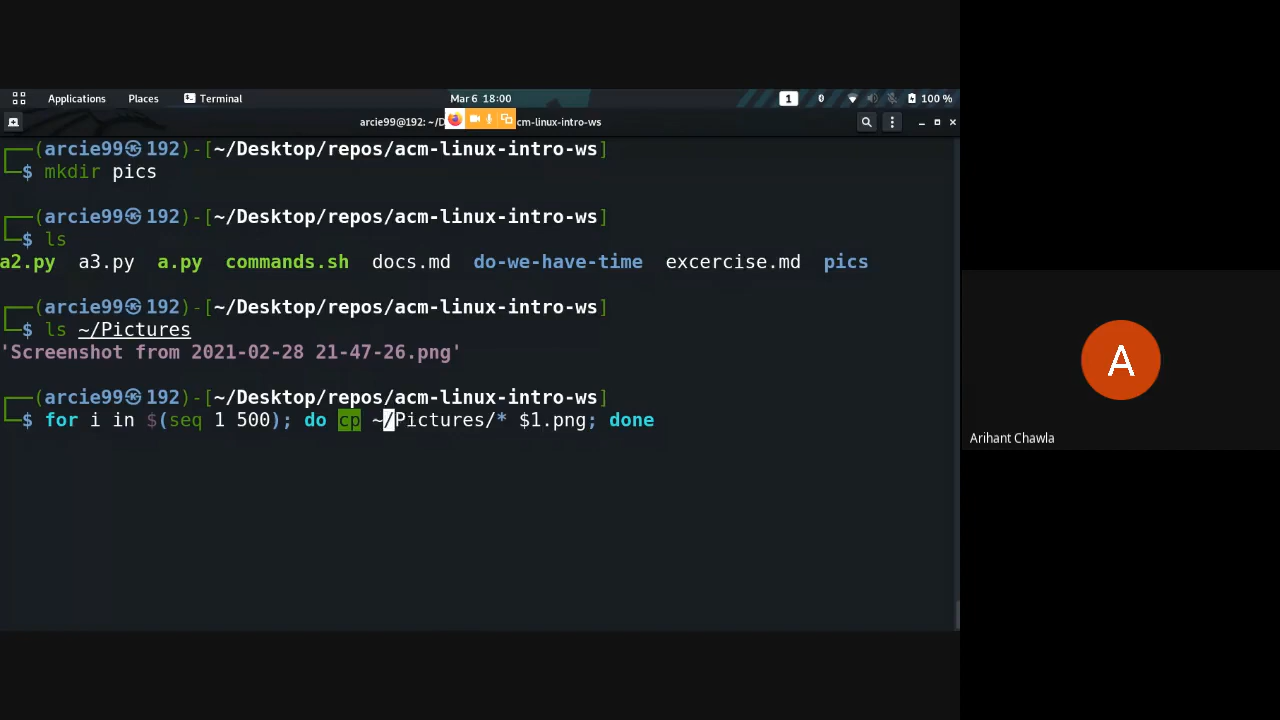 Applications Places Terminal Mar 6 18:00 1 0 100 %
arcie99@192: ~/D cm-linux-intro-ws
(arcie99㉿192)-[~/Desktop/repos/acm-linux-intro-ws]
$ mkdir pics
(arcie99㉿192)-[~/Desktop/repos/acm-linux-intro-ws]
$ ls
a2.py a3.py a.py commands.sh docs.md do-we-have-time excercise.md pics
(arcie99㉿192)-[~/Desktop/repos/acm-linux-intro-ws]
$ ls ~/Pictures
'Screenshot from 2021-02-28 21-47-26.png'
(arcie99㉿192)-[~/Desktop/repos/acm-linux-intro-ws]
$ for i in $(seq 1 500); do cp ~/Pictures/* $1.png; done
A
Arihant Chawla